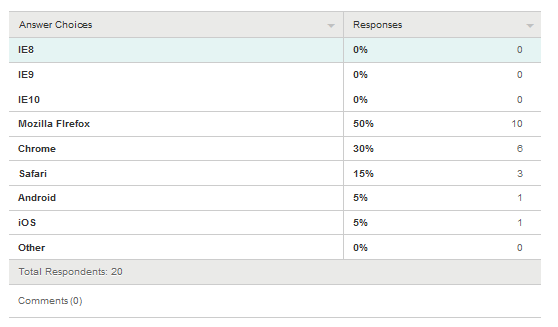 Answer Choices Responses
IE8 0% 0
IE9 0% 0
IE10 0% 0
Mozilla FIrefox 50% 10
Chrome 30% 6
Safari 15% 3
Android 5% 1
iOS 5% 1
Other 0% 0
Total Respondents: 20
Comments (0)